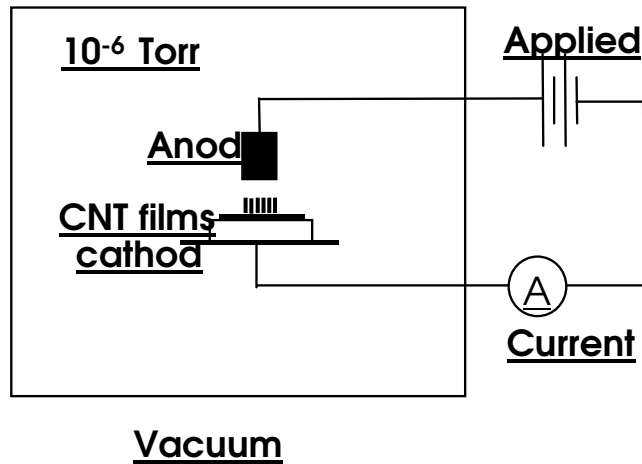 10⁻⁶ Torr
Applied
Anod
CNT films
cathod
A
Current
Vacuum